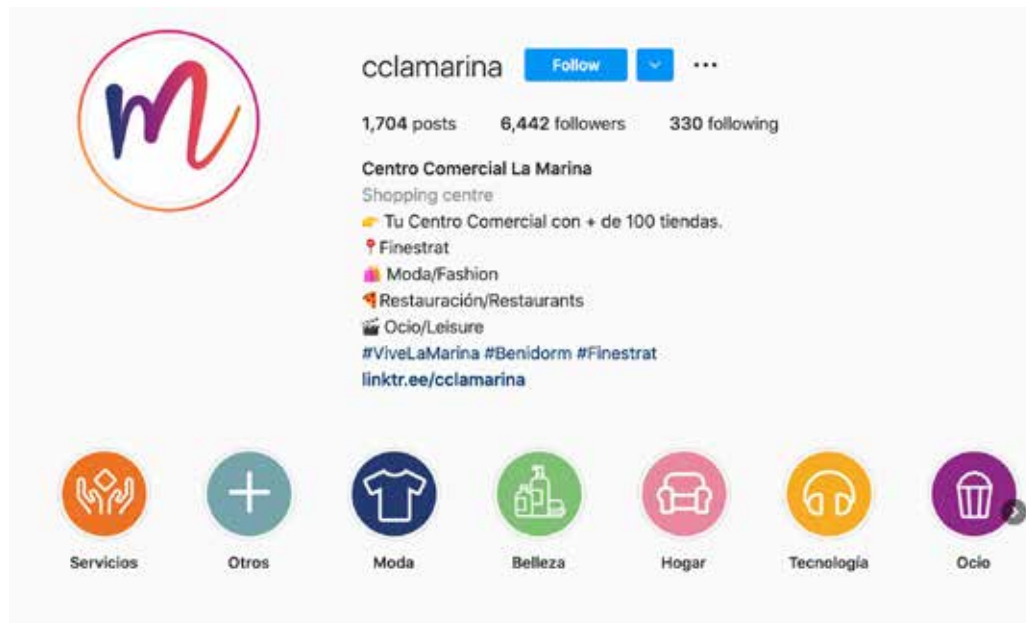 m
cclamarina Follow
1,704 posts 6,442 followers 330 following
Centro Comercial La Marina
Shopping centre
👉 Tu Centro Comercial con + de 100 tiendas.
📍Finestrat
🛍️ Moda/Fashion
🍕Restauración/Restaurants
🎬 Ocio/Leisure
#ViveLaMarina #Benidorm #Finestrat
linktr.ee/cclamarina
Servicios Otros Moda Belleza Hogar Tecnología Ocio